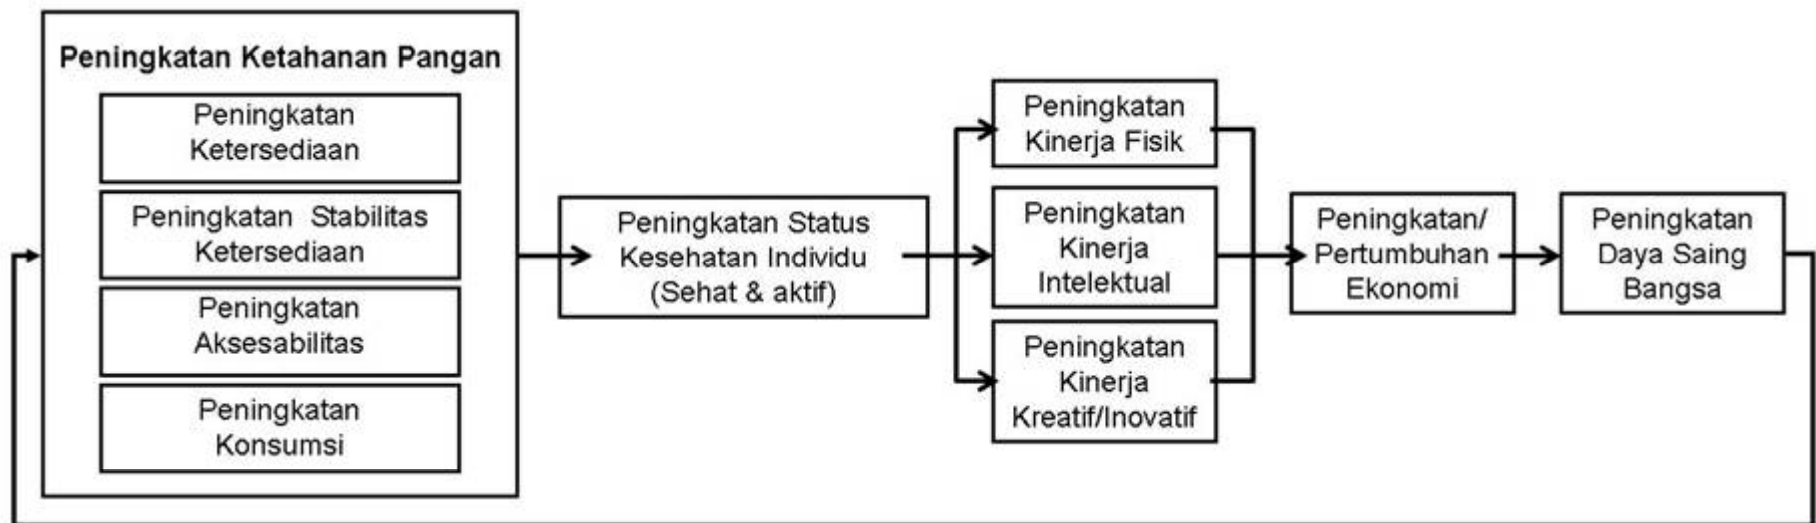 Peningkatan Ketahanan Pangan
Peningkatan
Ketersediaan
Peningkatan Stabilitas
Ketersediaan
Peningkatan
Aksesabilitas
Peningkatan
Konsumsi
Peningkatan Status
Kesehatan Individu
(Sehat & aktif)
Peningkatan
Kinerja Fisik
Peningkatan
Kinerja
Intelektual
Peningkatan
Kinerja
Kreatif/Inovatif
Peningkatan/
Pertumbuhan
Ekonomi
Peningkatan
Daya Saing
Bangsa